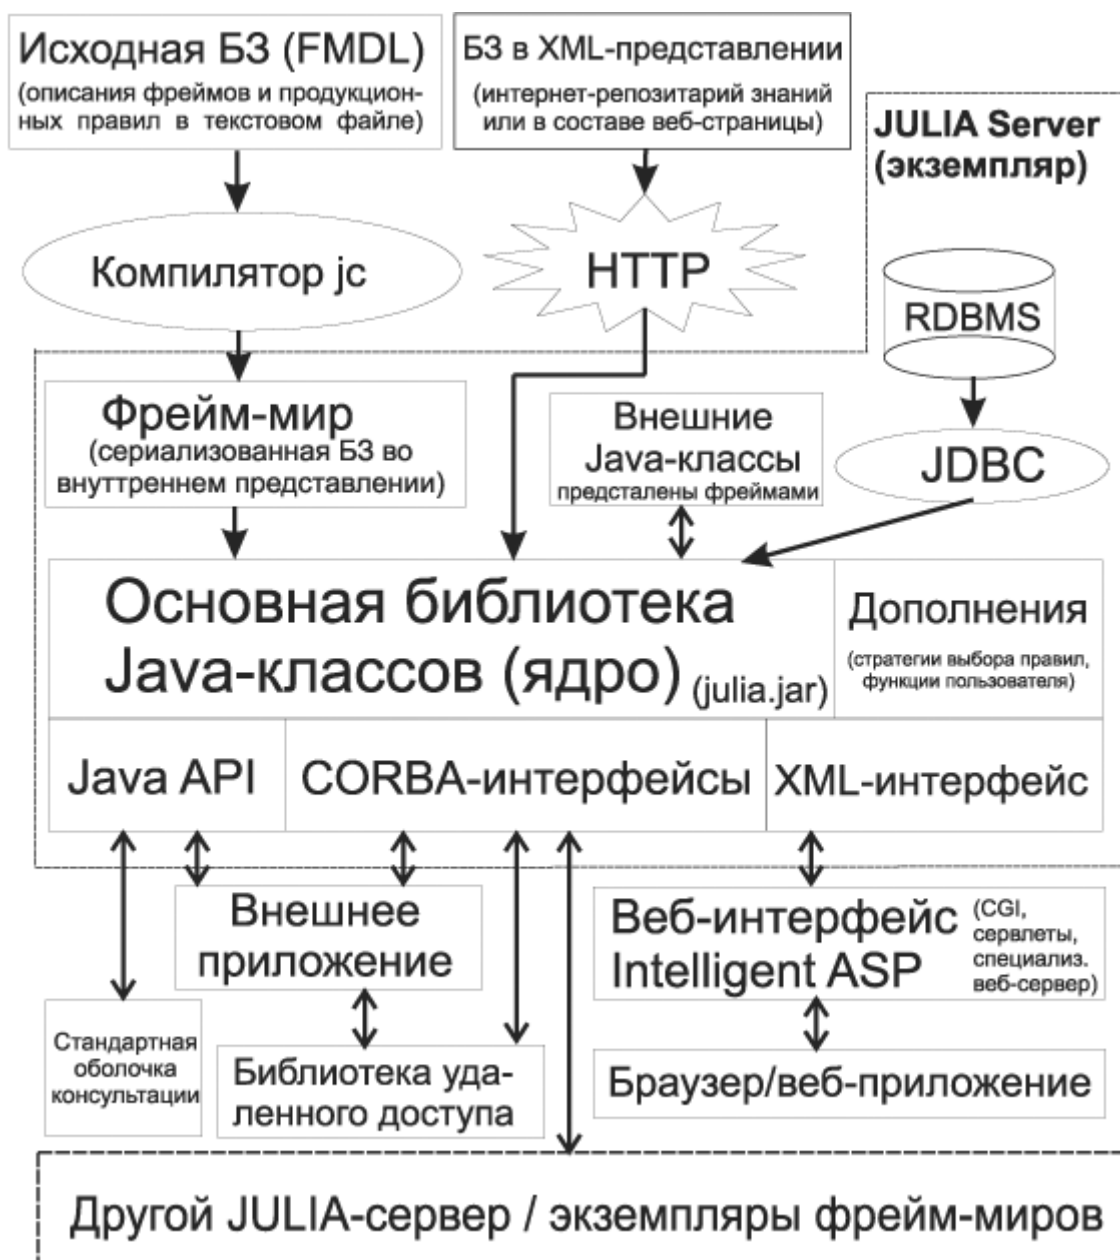 Исходная БЗ (FMDL)
(описания фреймов и продукцион-
ных правил в текстовом файле)
БЗ в XML-представлении
(интернет-репозитарий знаний
или в составе веб-страницы)
JULIA Server
(экземпляр)
Компилятор jc
HTTP
RDBMS
Фрейм-мир
(сериализованная БЗ во
внуттреннем представлении)
Внешние
Java-классы
предсталены фреймами
JDBC
Основная библиотека
Java-классов (ядро) (julia.jar)
Дополнения
(стратегии выбора правил,
функции пользователя)
Java API
CORBA-интерфейсы
XML-интерфейс
Внешнее
приложение
Веб-интерфейс
Intelligent ASP
(CGI,
сервлеты,
специализ.
веб-сервер)
Стандартная
оболочка
консультации
Библиотека уда-
ленного доступа
Браузер/веб-приложение
Другой JULIA-сервер / экземпляры фрейм-миров